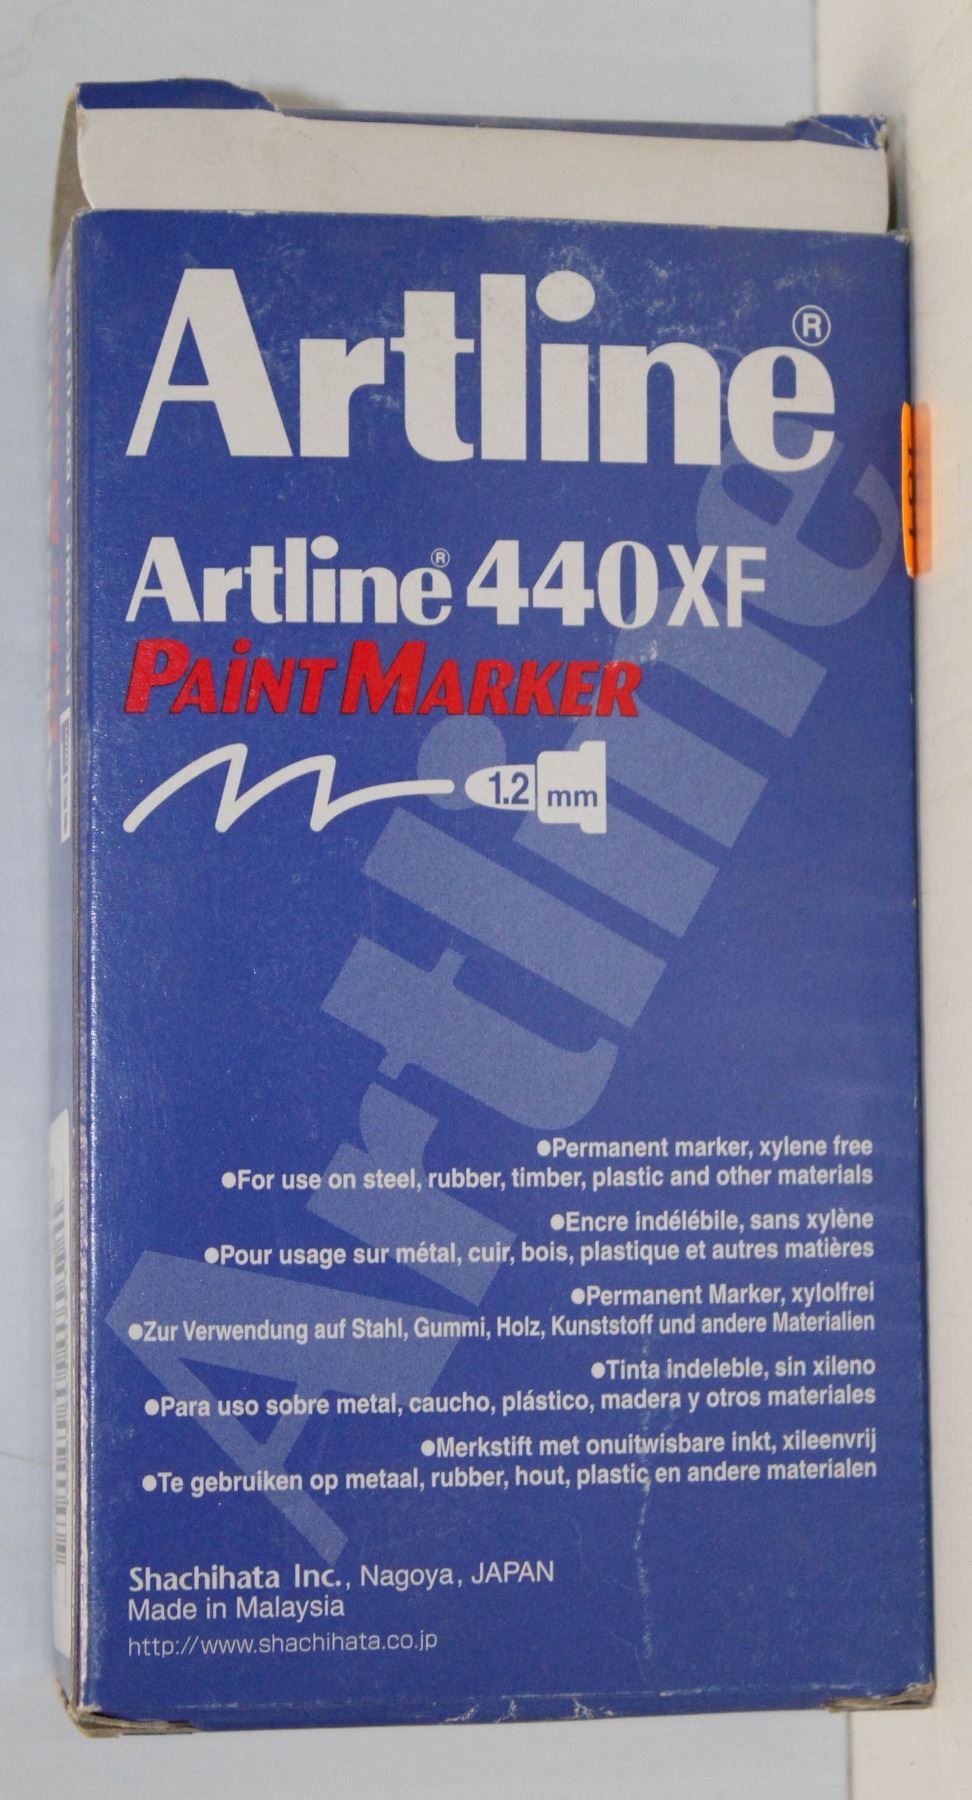 Artline®
Artline® 440XF
PAiNT MARKER
1.2 mm
Artline
●Permanent marker, xylene free
●For use on steel, rubber, timber, plastic and other materials
●Encre indélébile, sans xylène
●Pour usage sur métal, cuir, bois, plastique et autres matières
●Permanent Marker, xylolfrei
●Zur Verwendung auf Stahl, Gummi, Holz, Kunststoff und andere Materialien
●Tinta indeleble, sin xileno
●Para uso sobre metal, caucho, plástico, madera y otros materiales
●Merkstift met onuitwisbare inkt, xileenvrij
●Te gebruiken op metaal, rubber, hout, plastic en andere materialen
Shachihata Inc., Nagoya, JAPAN
Made in Malaysia
http://www.shachihata.co.jp